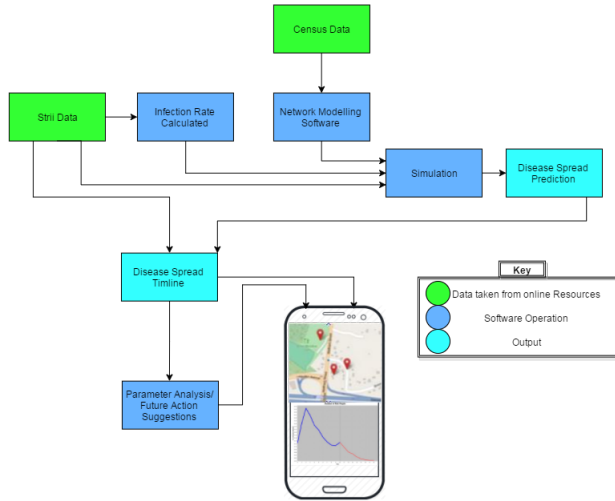 Census Data
Strii Data
Infection Rate
Calculated
Network Modelling
Software
Simulation
Disease Spread
Prediction
Disease Spread
Timline
Key
Data taken from online Resources
Software Operation
Output
Parameter Analysis/
Future Action
Suggestions